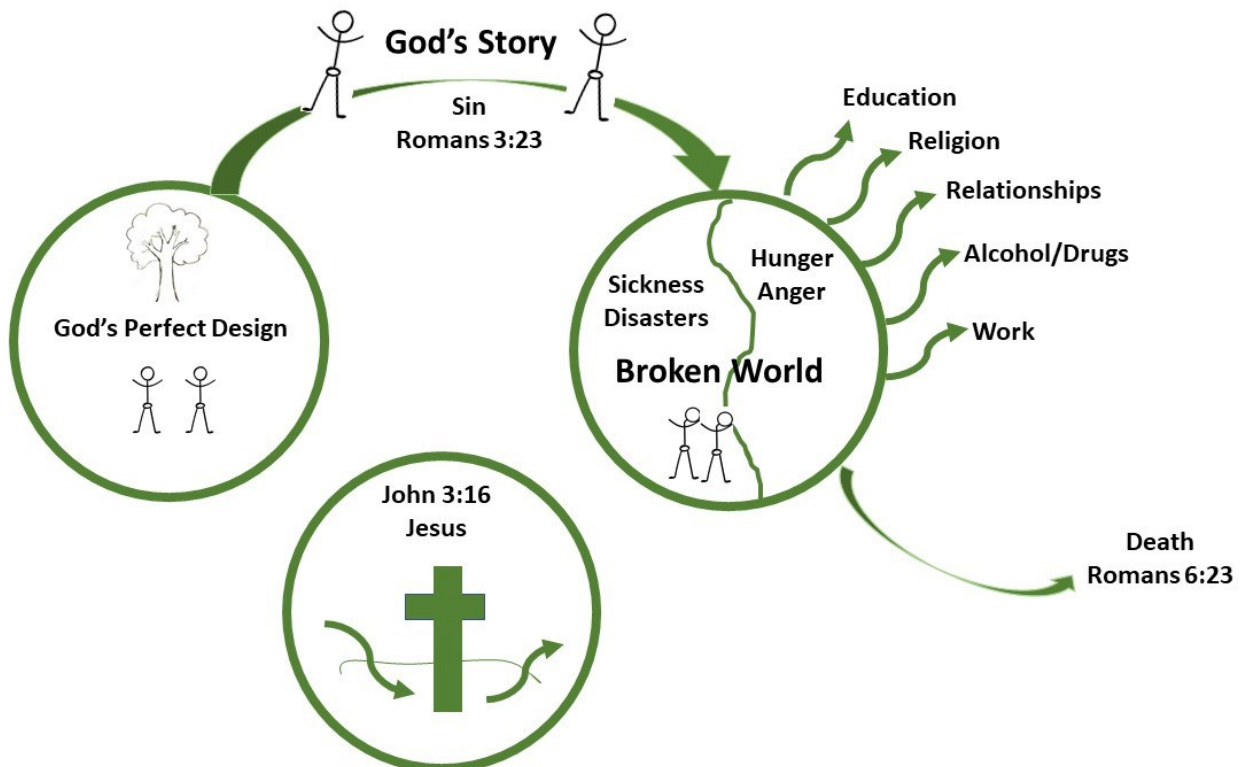 God's Story
Sin
Romans 3:23
God's Perfect Design
Education
Religion
Relationships
Alcohol/Drugs
Work
Hunger
Anger
Sickness
Disasters
Broken World
John 3:16
Jesus
Death
Romans 6:23